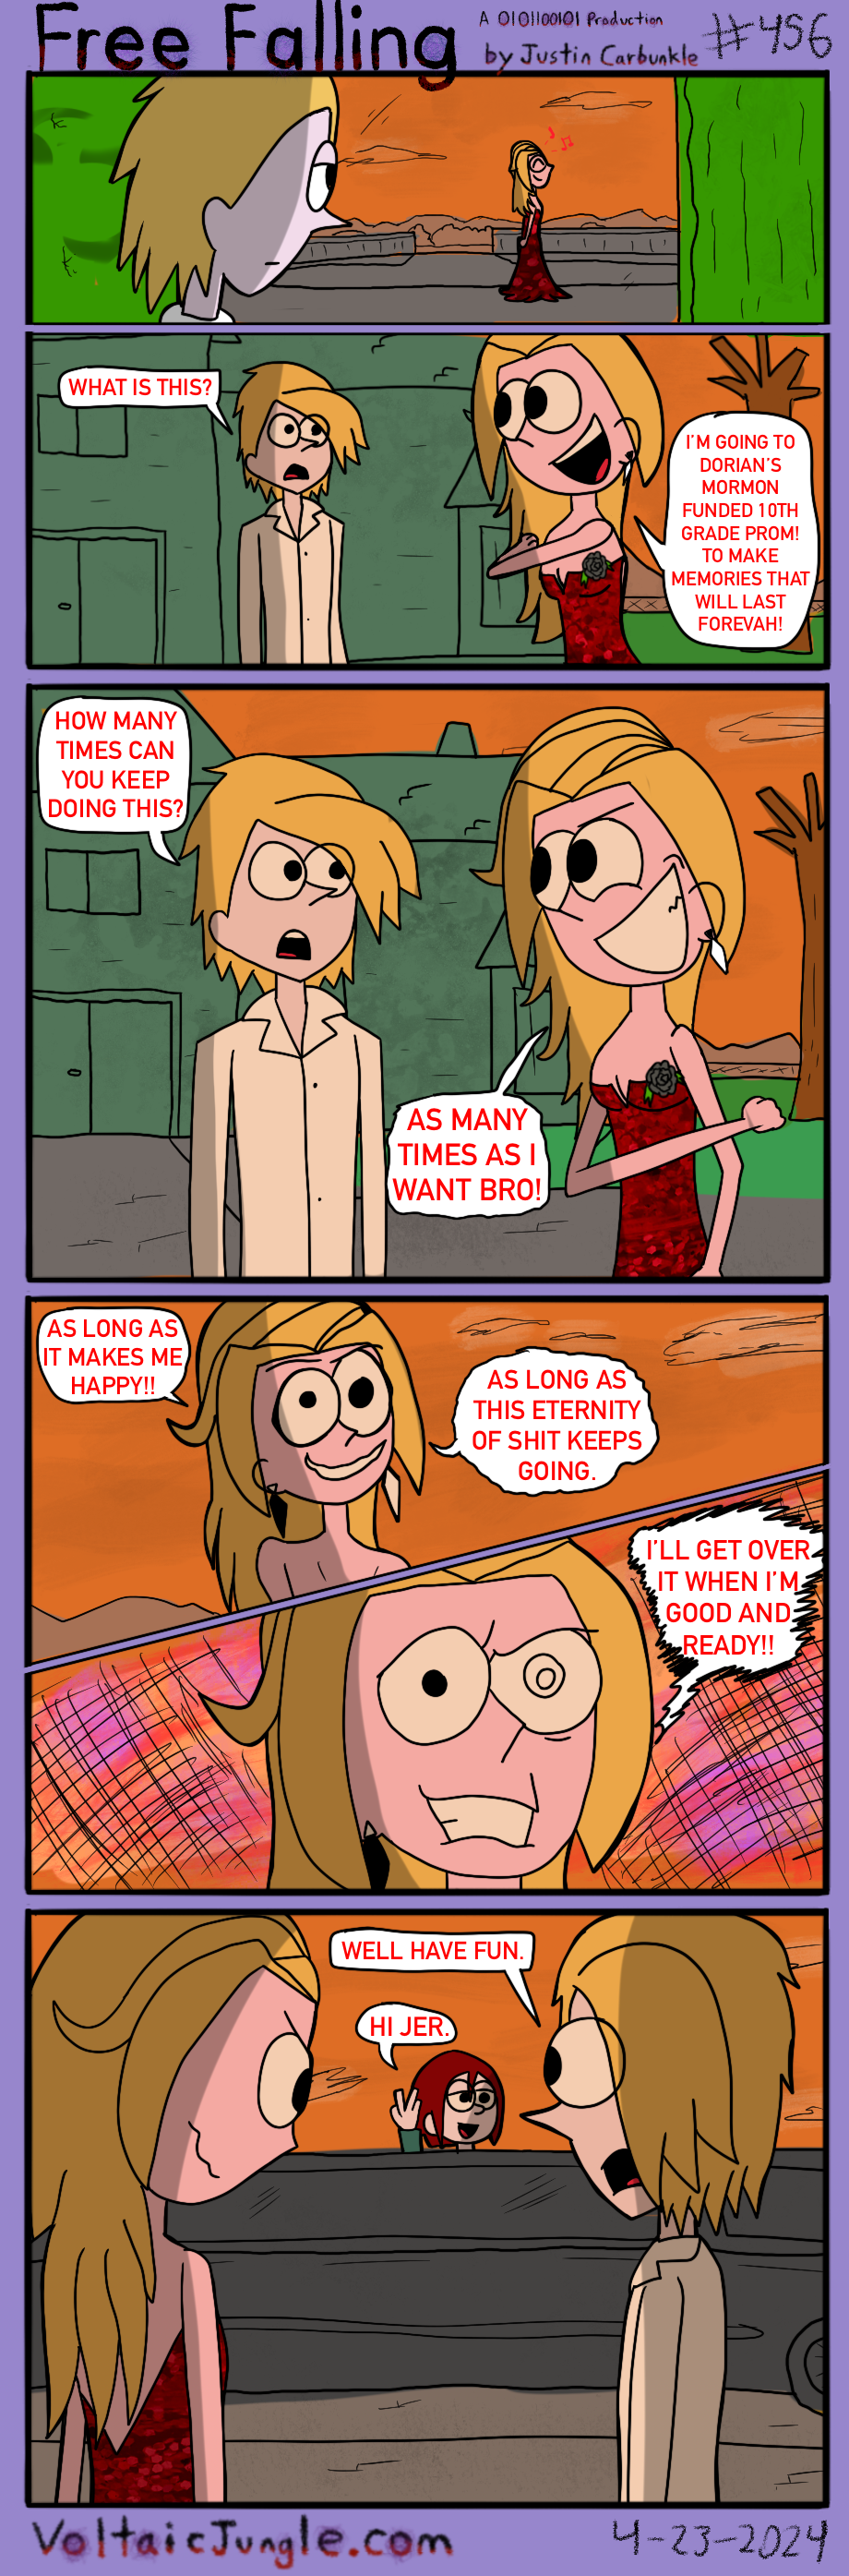 Free Falling
A 0101100101 Production
by Justin Carbunkle
#456
WHAT IS THIS?
I'M GOING TO
DORIAN'S
MORMON
FUNDED 10TH
GRADE PROM!
TO MAKE
MEMORIES THAT
WILL LAST
FOREVAH!
HOW MANY
TIMES CAN
YOU KEEP
DOING THIS?
AS MANY
TIMES AS I
WANT BRO!
AS LONG AS
IT MAKES ME
HAPPY!!
AS LONG AS
THIS ETERNITY
OF SHIT KEEPS
GOING.
I'LL GET OVER
IT WHEN I'M
GOOD AND
READY!!
WELL HAVE FUN.
HI JER.
VoltaicJungle.com
4-23-2024